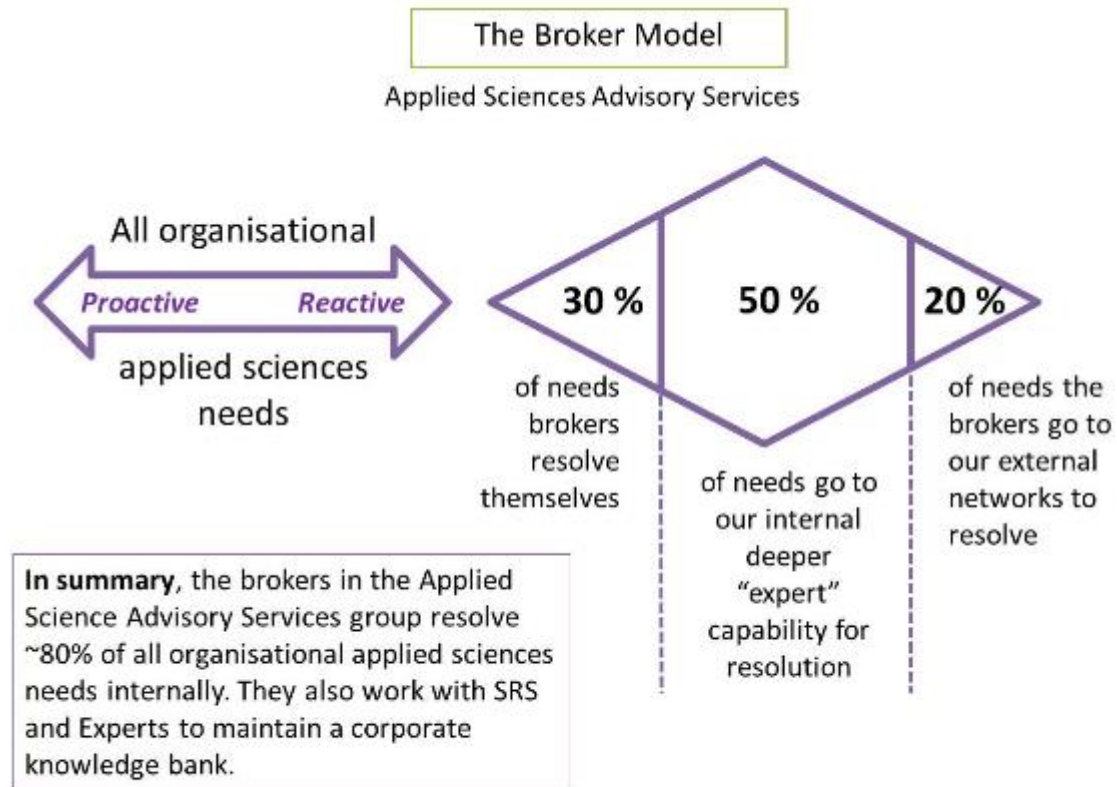 The Broker Model
Applied Sciences Advisory Services
All organisational
Proactive Reactive
applied sciences
needs
30 %
50 %
20 %
of needs
brokers
resolve
themselves
of needs go to
our internal
deeper
“expert”
capability for
resolution
of needs the
brokers go to
our external
networks to
resolve
In summary, the brokers in the Applied
Science Advisory Services group resolve
~80% of all organisational applied sciences
needs internally. They also work with SRS
and Experts to maintain a corporate
knowledge bank.